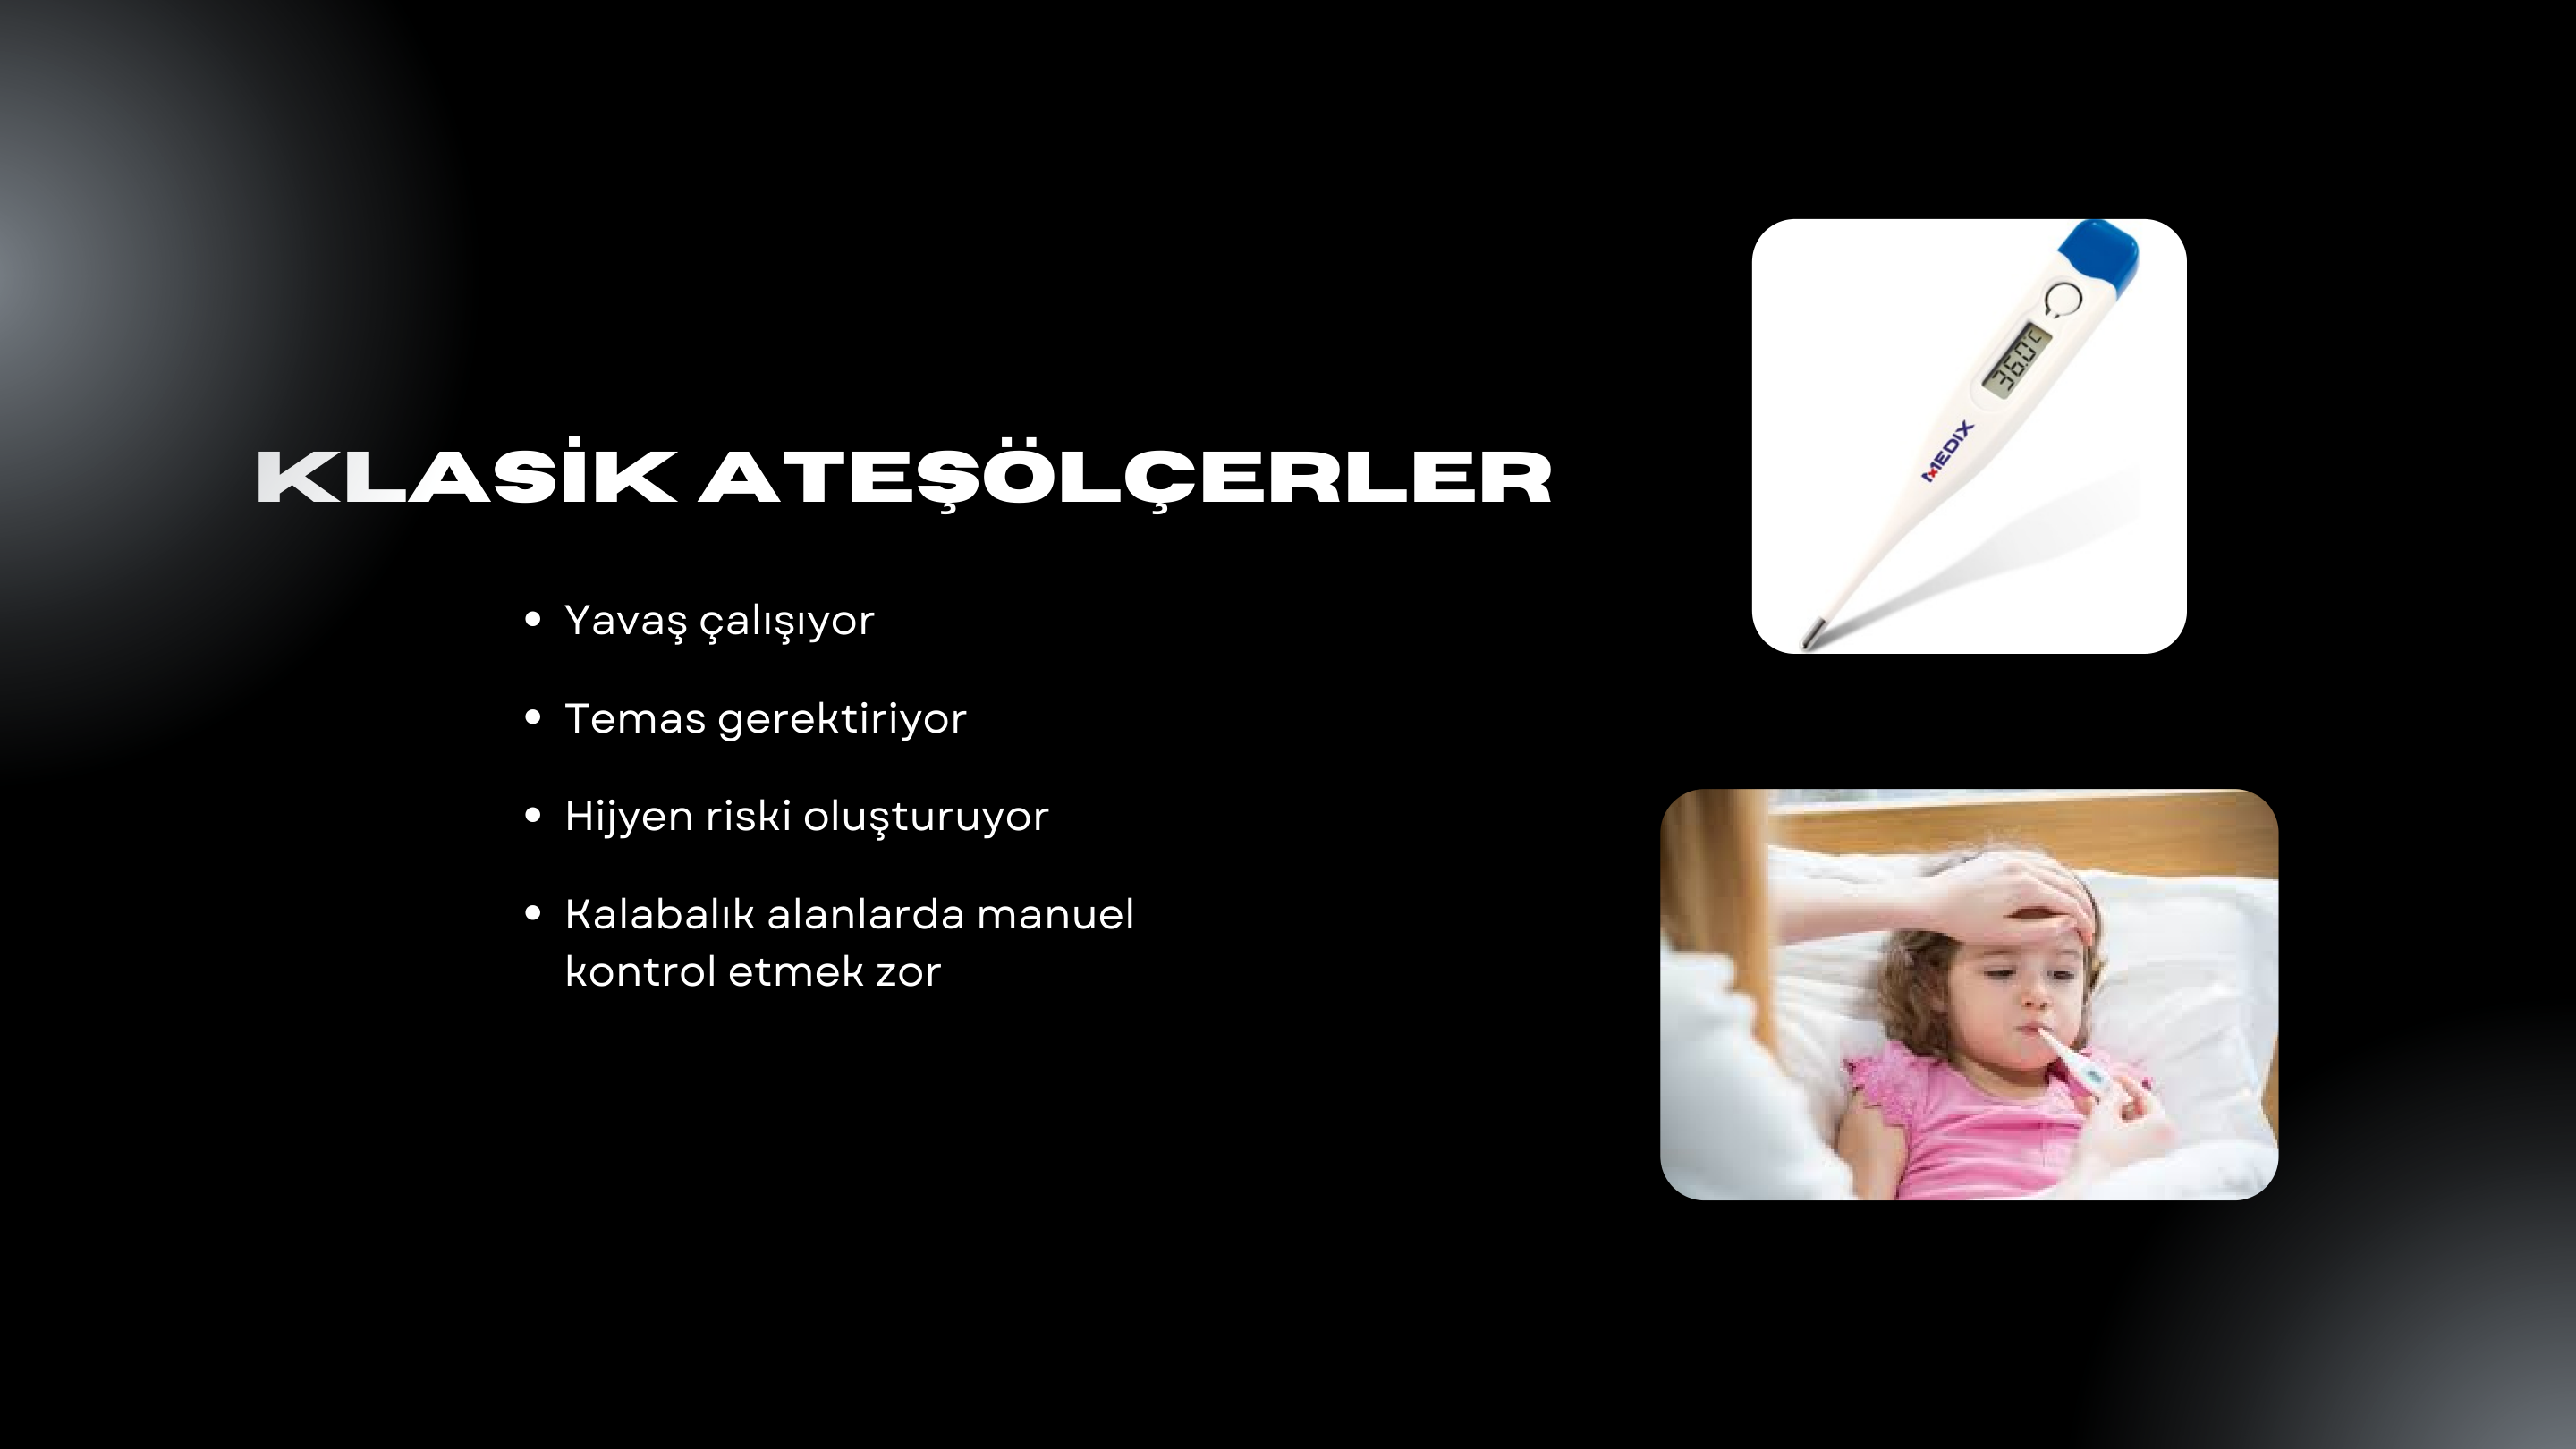 KLASİK ATEŞÖLÇERLER
Yavaş çalışıyor
Temas gerektiriyor
Hijyen riski oluşturuyor
Kalabalık alanlarda manuel
kontrol etmek zor
36.0°C
MEDIX